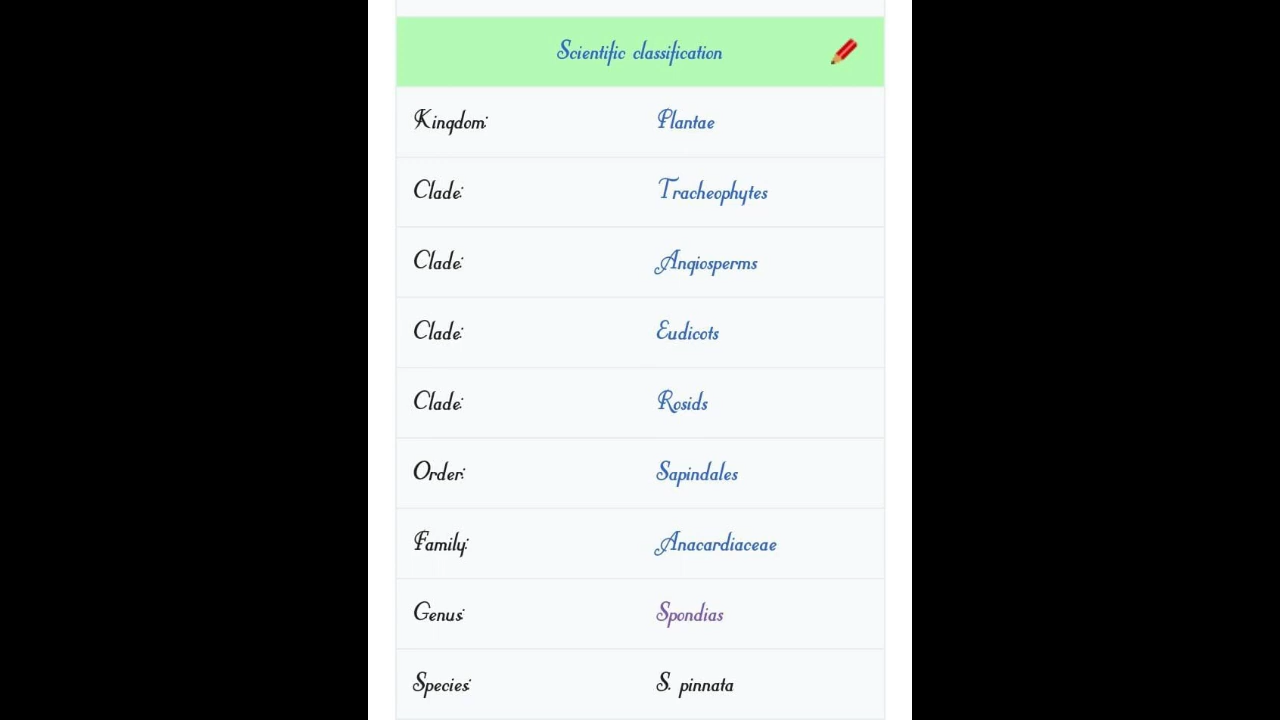 Scientific classification
Kingdom: Plantae
Clade: Tracheophytes
Clade: Angiosperms
Clade: Eudicots
Clade: Rosids
Order: Sapindales
Family: Anacardiaceae
Genus: Spondias
Species: S. pinnata